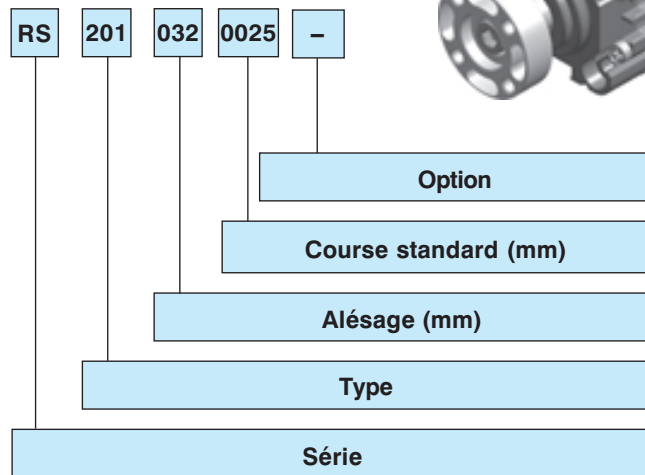 RS 201 032 0025 –
Option
Course standard (mm)
Alésage (mm)
Type
Série